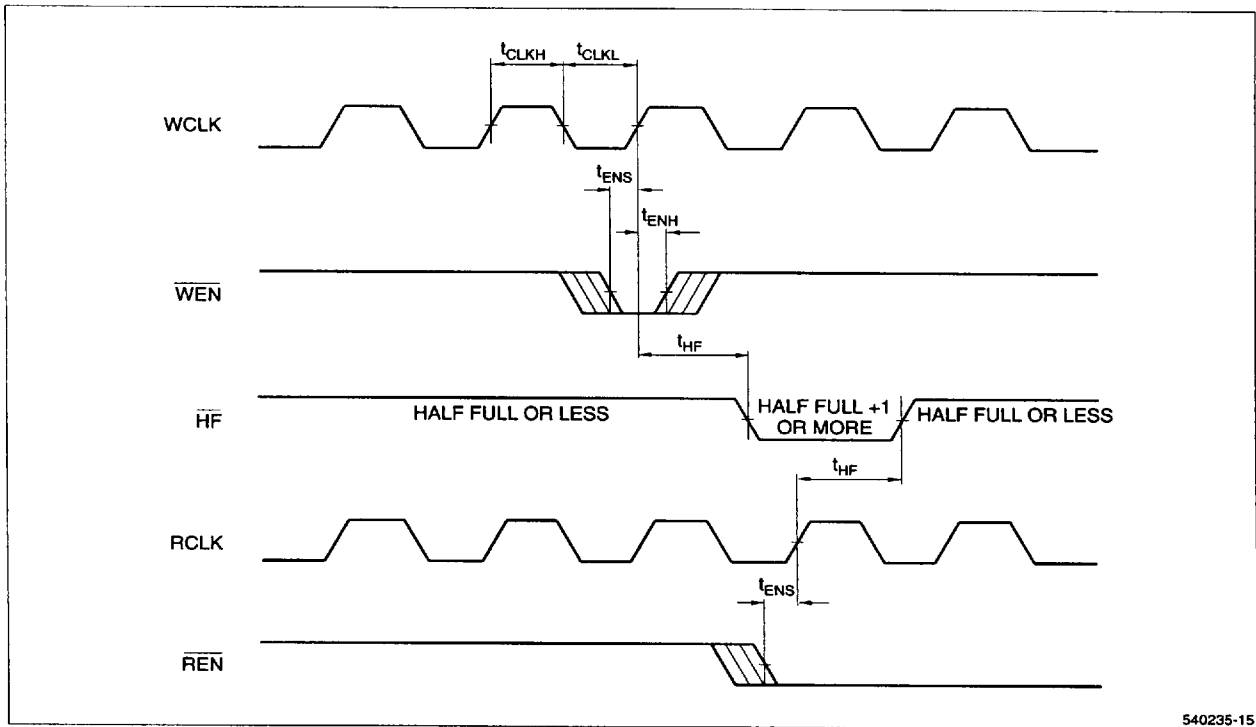 tCLKH tCLKL
WCLK
tENS
tENH
WEN
tHF
HF
HALF FULL OR LESS
HALF FULL +1
OR MORE
HALF FULL OR LESS
tHF
RCLK
tENS
REN
540235-15